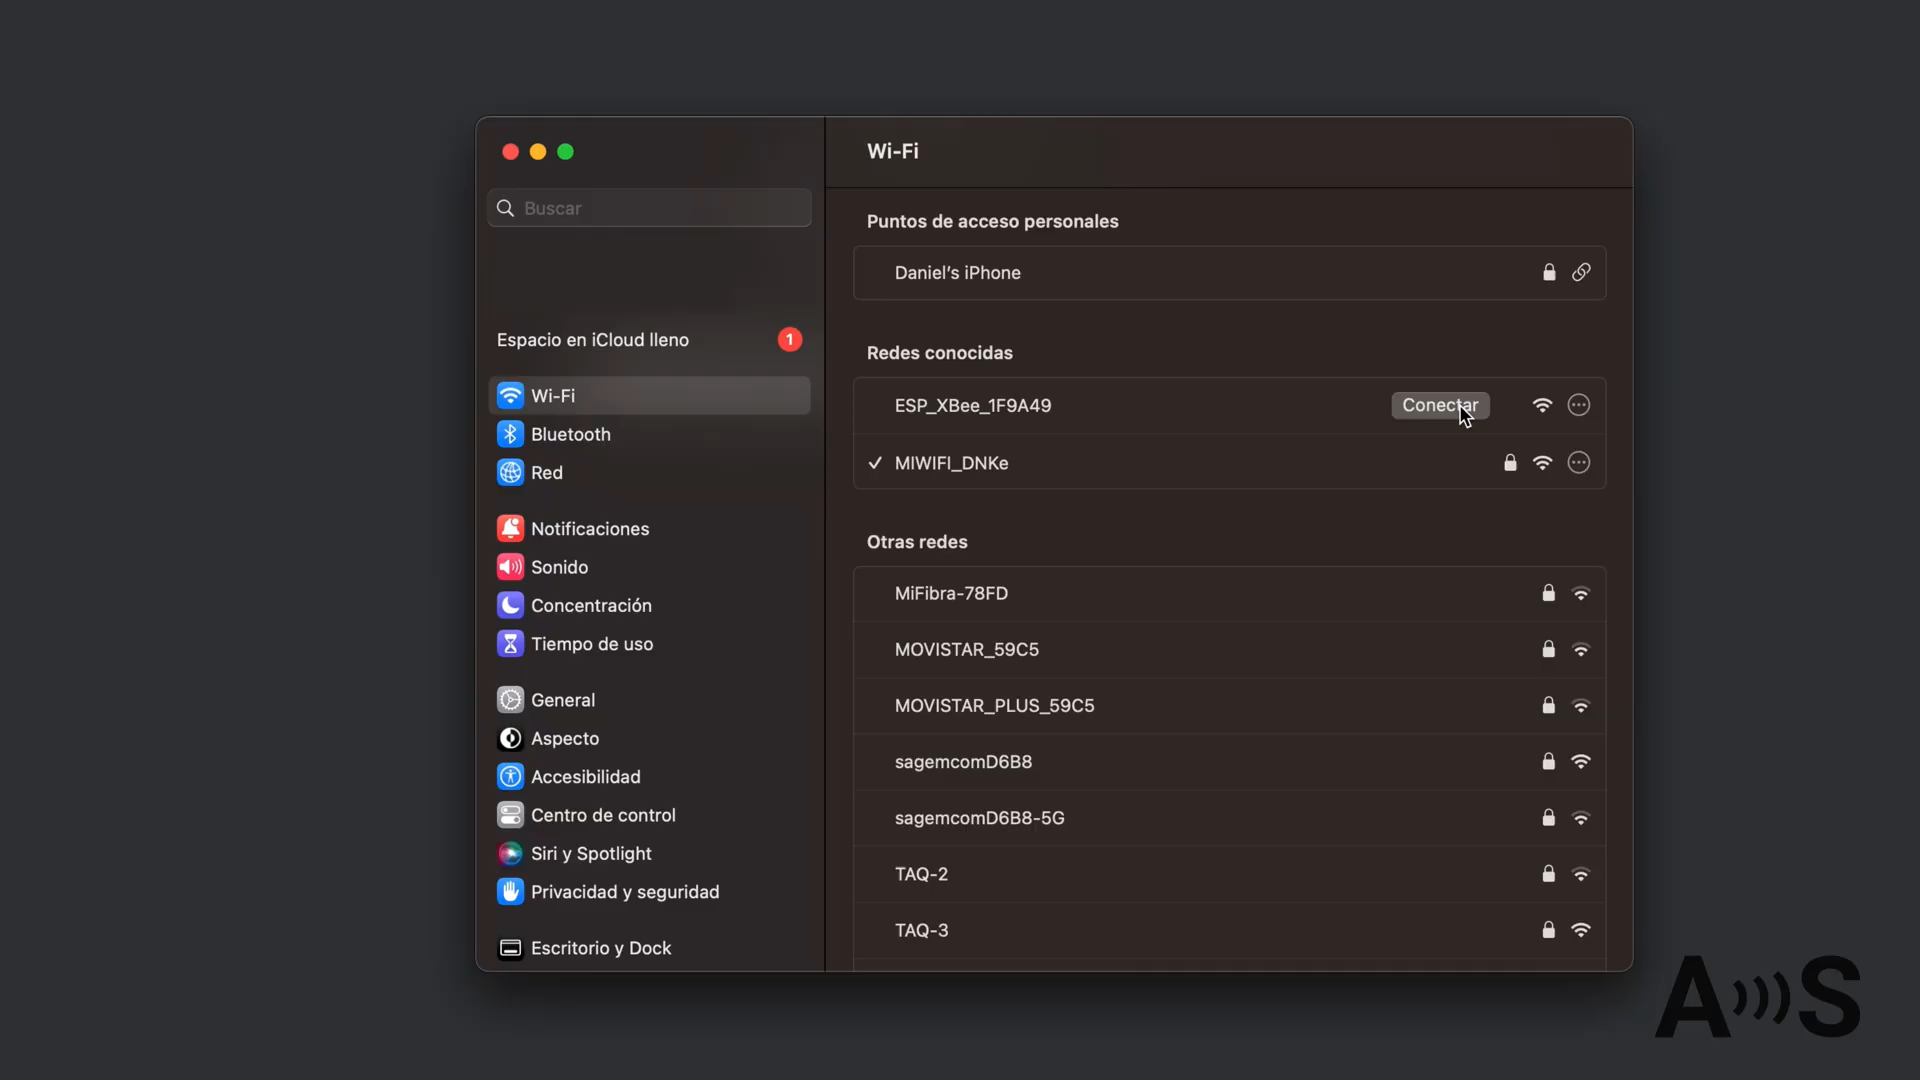 Wi-Fi
Buscar
Espacio en iCloud lleno
1
Wi-Fi
Bluetooth
Red
Notificaciones
Sonido
Concentración
Tiempo de uso
General
Aspecto
Accesibilidad
Centro de control
Siri y Spotlight
Privacidad y seguridad
Escritorio y Dock
Puntos de acceso personales
Daniel's iPhone
Redes conocidas
ESP_XBee_1F9A49
Conectar
MIWIFI_DNKe
Otras redes
MiFibra-78FD
MOVISTAR_59C5
MOVISTAR_PLUS_59C5
sagemcomD6B8
sagemcomD6B8-5G
TAQ-2
TAQ-3
AS